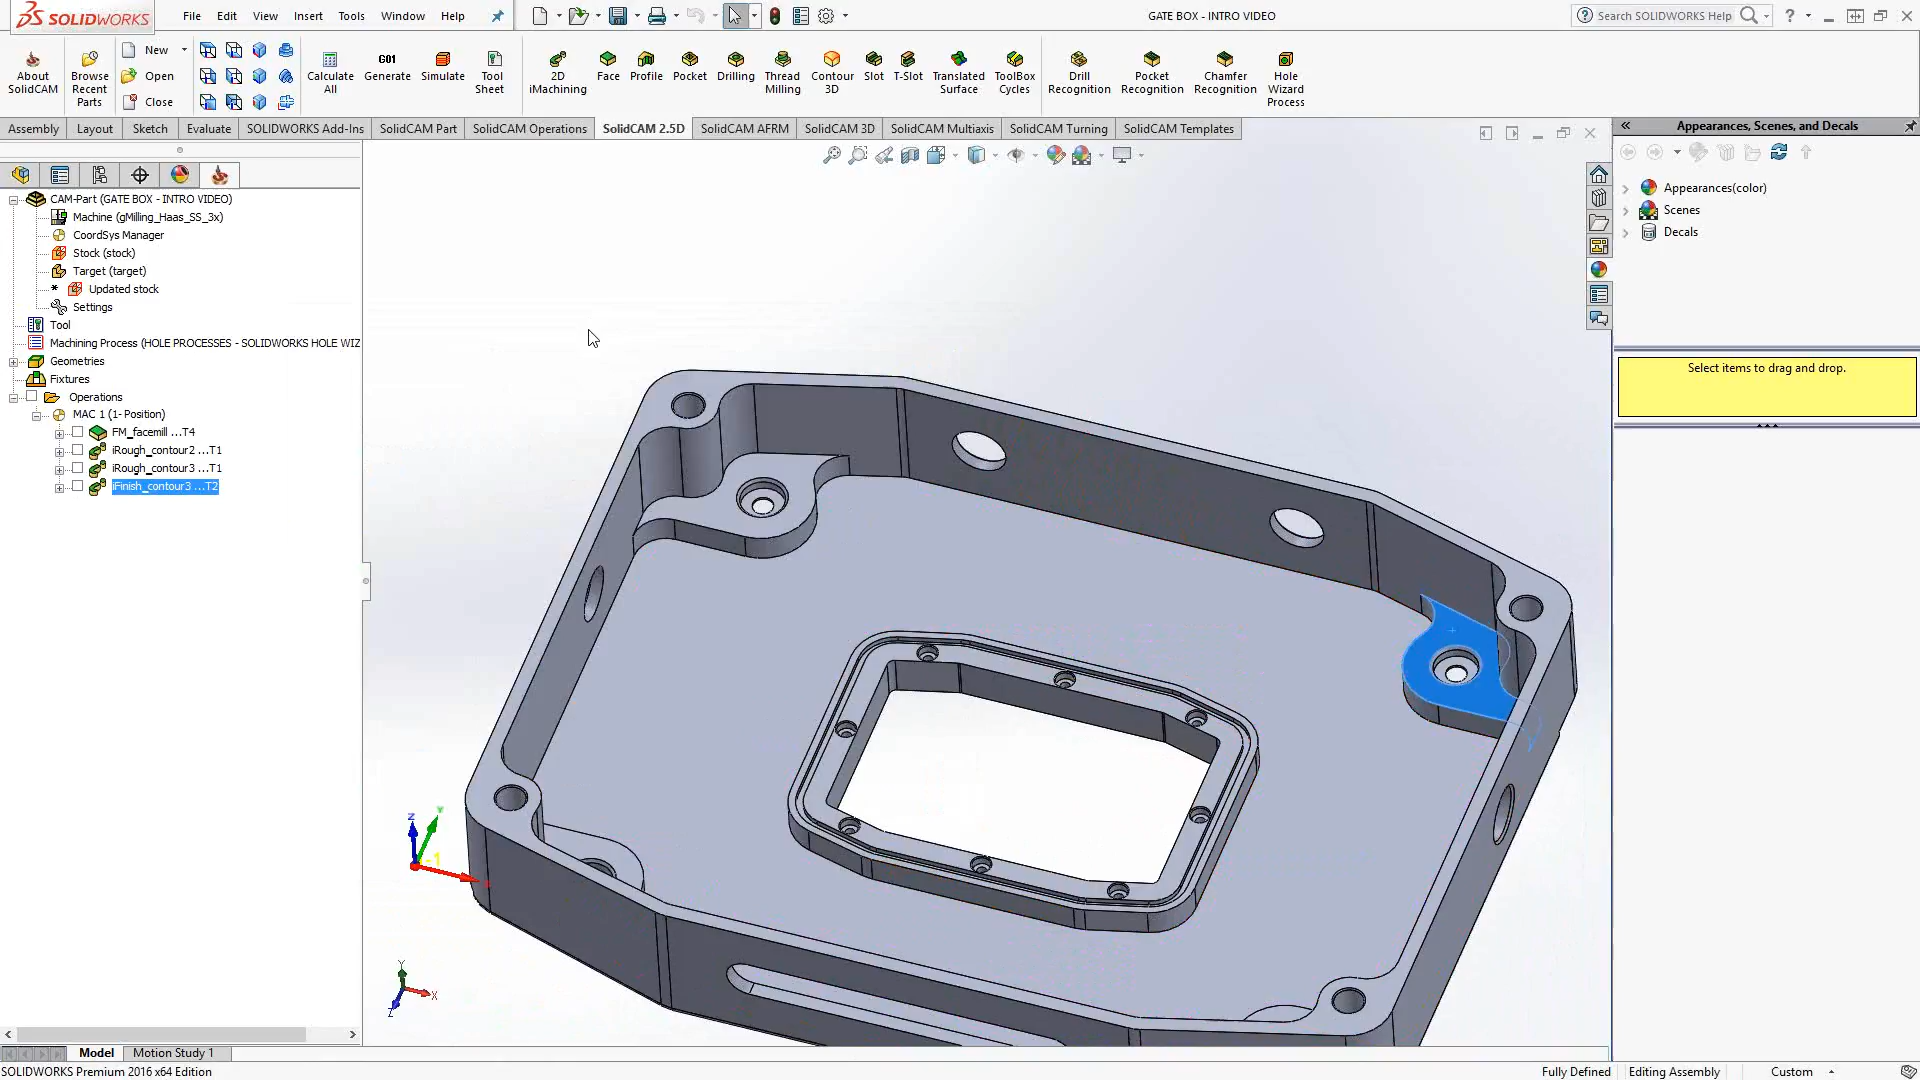 SOLIDWORKS
File Edit View Insert Tools Window Help
GATE BOX - INTRO VIDEO
Search SOLIDWORKS Help
?
About SolidCAM
Browse Recent Parts
New
Open
Close
Calculate All
G01
Generate
Simulate
Tool Sheet
2D iMachining
Face
Profile
Pocket
Drilling
Thread Milling
Contour 3D
Slot
T-Slot
Translated Surface
ToolBox Cycles
Drill Recognition
Pocket Recognition
Chamfer Recognition
Hole Wizard Process
Assembly Layout Sketch Evaluate SOLIDWORKS Add-Ins SolidCAM Part SolidCAM Operations SolidCAM 2.5D SolidCAM AFRM SolidCAM 3D SolidCAM Multiaxis SolidCAM Turning SolidCAM Templates
Appearances, Scenes, and Decals
Appearances(color)
Scenes
Decals
Select items to drag and drop.
CAM-Part (GATE BOX - INTRO VIDEO)
Machine (gMilling_Haas_SS_3x)
CoordSys Manager
Stock (stock)
Target (target)
* Updated stock
Settings
Tool
Machining Process (HOLE PROCESSES - SOLIDWORKS HOLE WIZ
Geometries
Fixtures
Operations
MAC 1 (1- Position)
FM_facemill ...T4
iRough_contour2 ...T1
iRough_contour3 ...T1
iFinish_contour3 ...T2
Z Y
-1
Y
X
Z
Model Motion Study 1
SOLIDWORKS Premium 2016 x64 Edition
Fully Defined Editing Assembly Custom